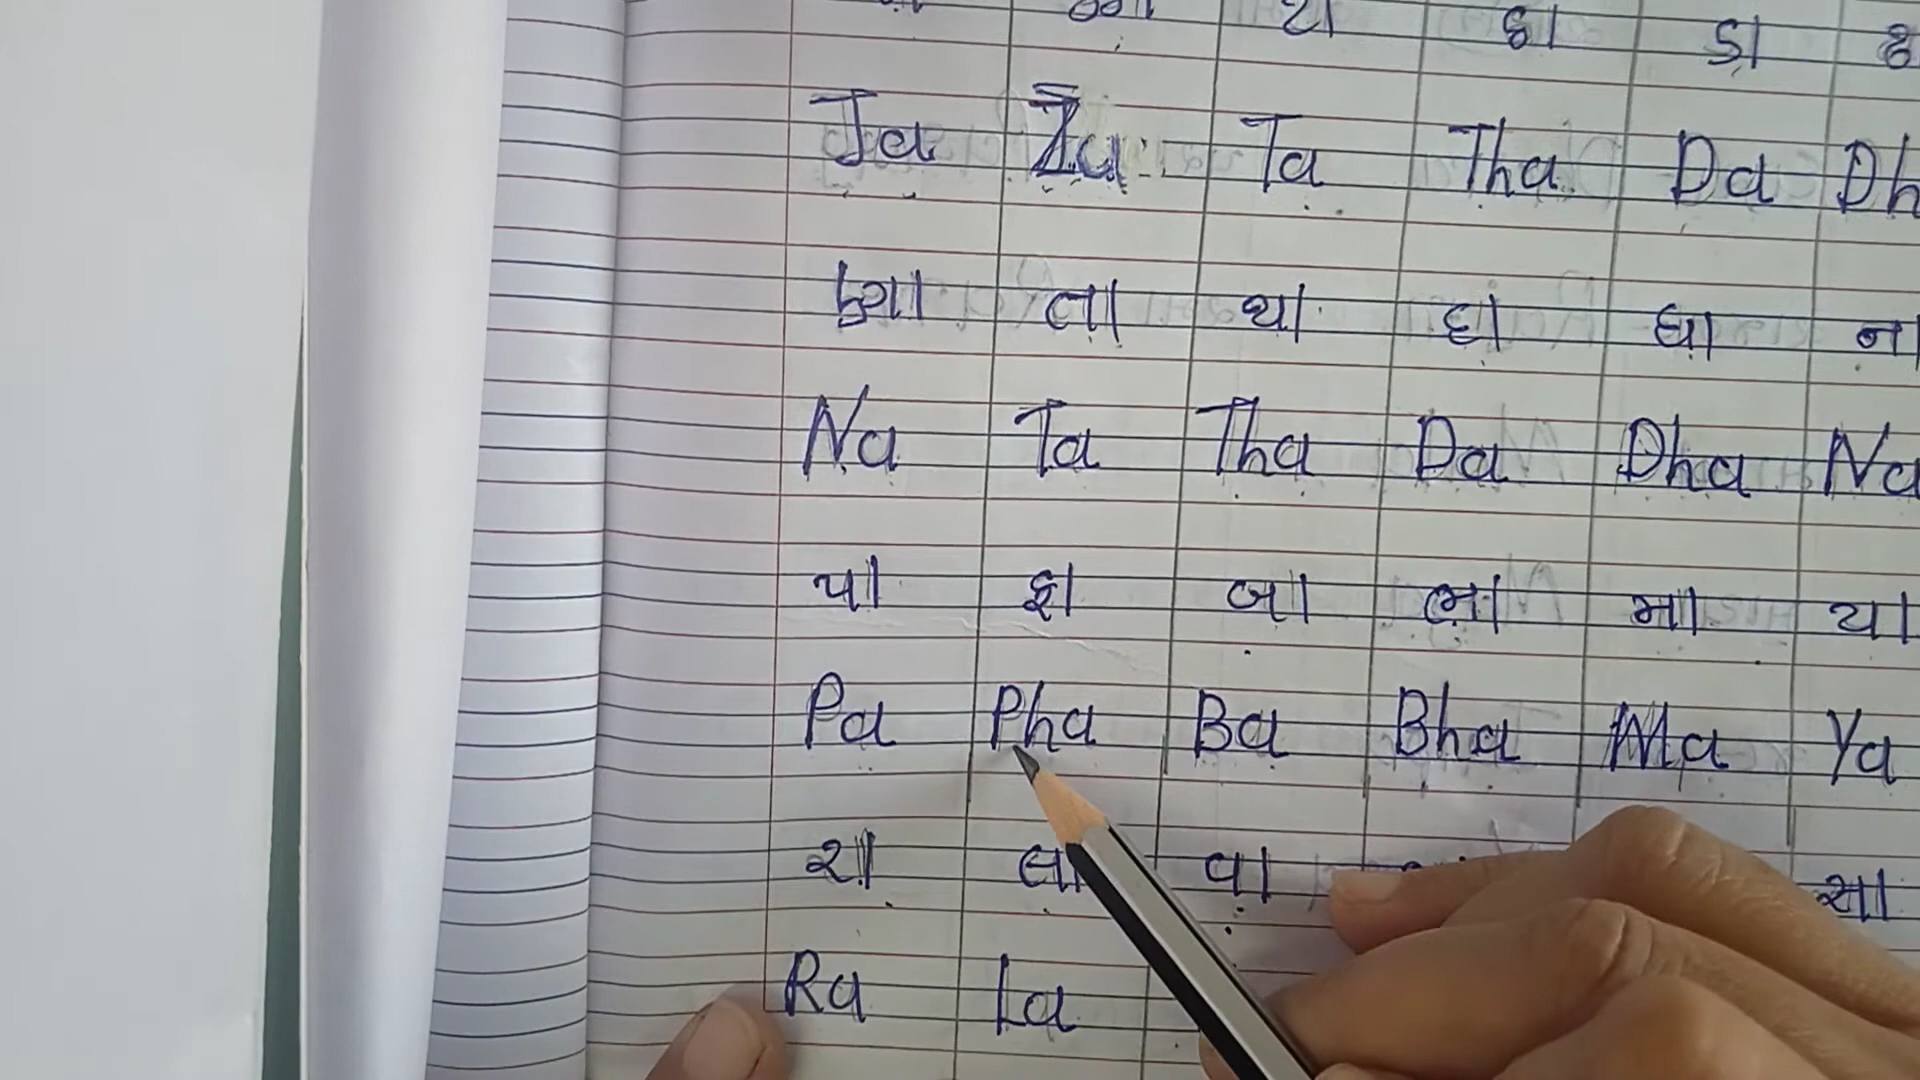 ટા ઠા ડા
Ja Za Ta Tha Da Dh
ણા તા થા દા ધા ના
Na Ta Tha Da Dha Na
પા ફા બા ભા મા યા
Pa Pha Ba Bha Ma Ya
રા લા વા સા
Ra La